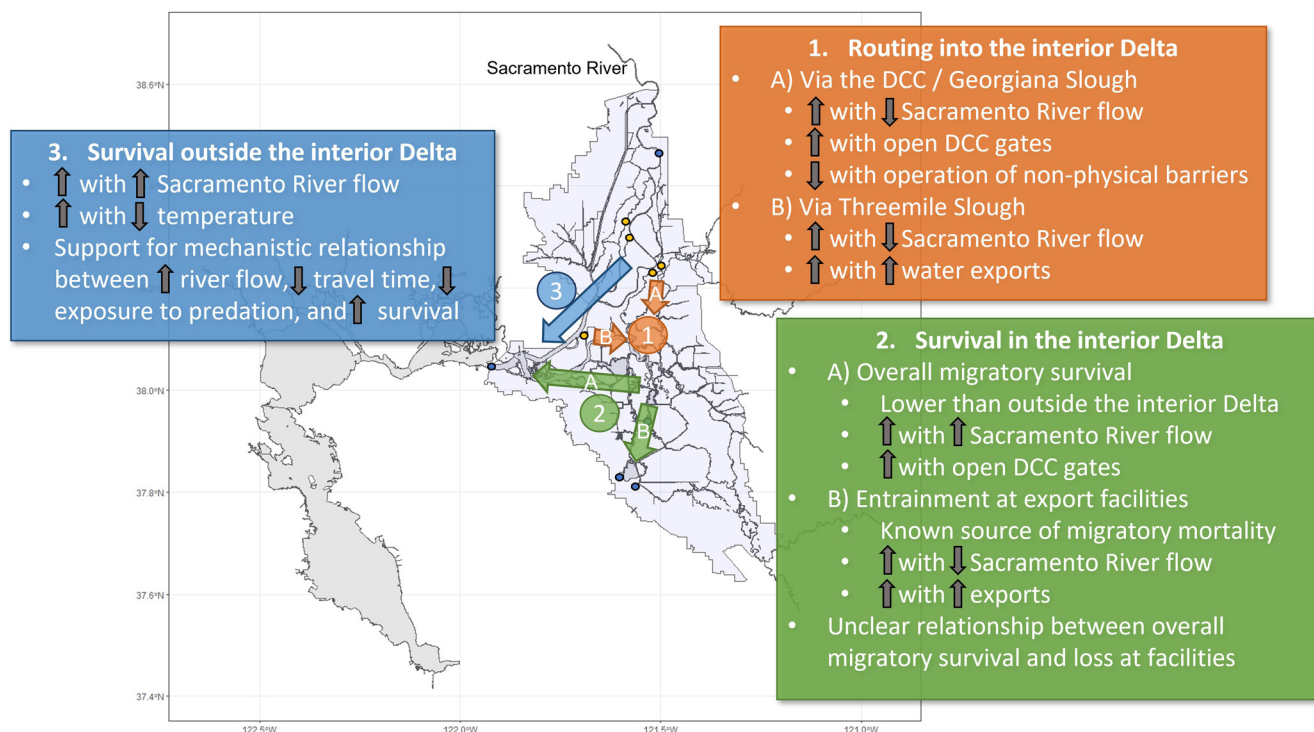 Sacramento River
38.6°N
38.0°N
37.8°N
37.6°N
37.4°N
122.5°W
122.0°W
121.5°W
121.0°W
1. Routing into the interior Delta
• A) Via the DCC / Georgiana Slough
• ⇧ with ⇩ Sacramento River flow
• ⇧ with open DCC gates
• ⇩ with operation of non-physical barriers
• B) Via Threemile Slough
• ⇧ with ⇩ Sacramento River flow
• ⇧ with ⇧ water exports
3. Survival outside the interior Delta
• ⇧ with ⇧ Sacramento River flow
• ⇧ with ⇩ temperature
• Support for mechanistic relationship
between ⇧ river flow, ⇩ travel time, ⇩
exposure to predation, and ⇧ survival
3
A
B
1
A
2
B
2. Survival in the interior Delta
• A) Overall migratory survival
• Lower than outside the interior Delta
• ⇧ with ⇧ Sacramento River flow
• ⇧ with open DCC gates
• B) Entrainment at export facilities
• Known source of migratory mortality
• ⇧ with ⇩ Sacramento River flow
• ⇧ with ⇧ exports
• Unclear relationship between overall
migratory survival and loss at facilities